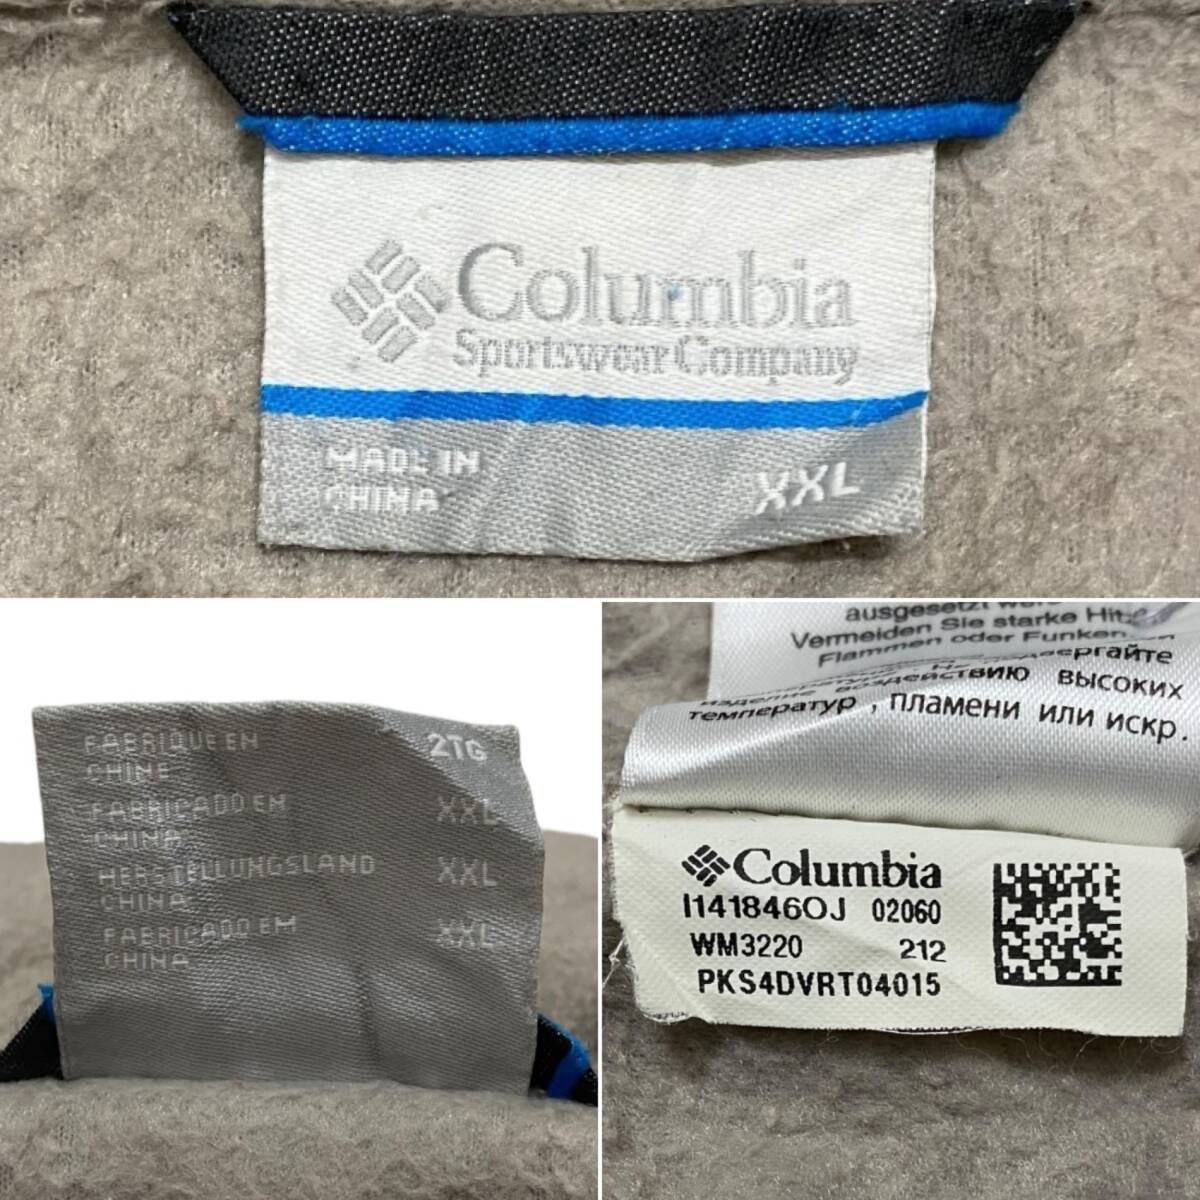 Columbia
Sportswear Company
MADE IN
CHINA
XXL
FABRIQUE EN
CHINE
2TG
FABRICADO EN
CHINA
XXL
HERSTELLUNGSLAND
CHINA
XXL
FABRICADO EM
CHINA
XXL
ausgesetzt
Vermeiden Sie starke
Flammen oder
изделие воздействию высоких
температур , пламени или искр.
Columbia
I141846OJ 02060
WM3220 212
PKS4DVRT04015